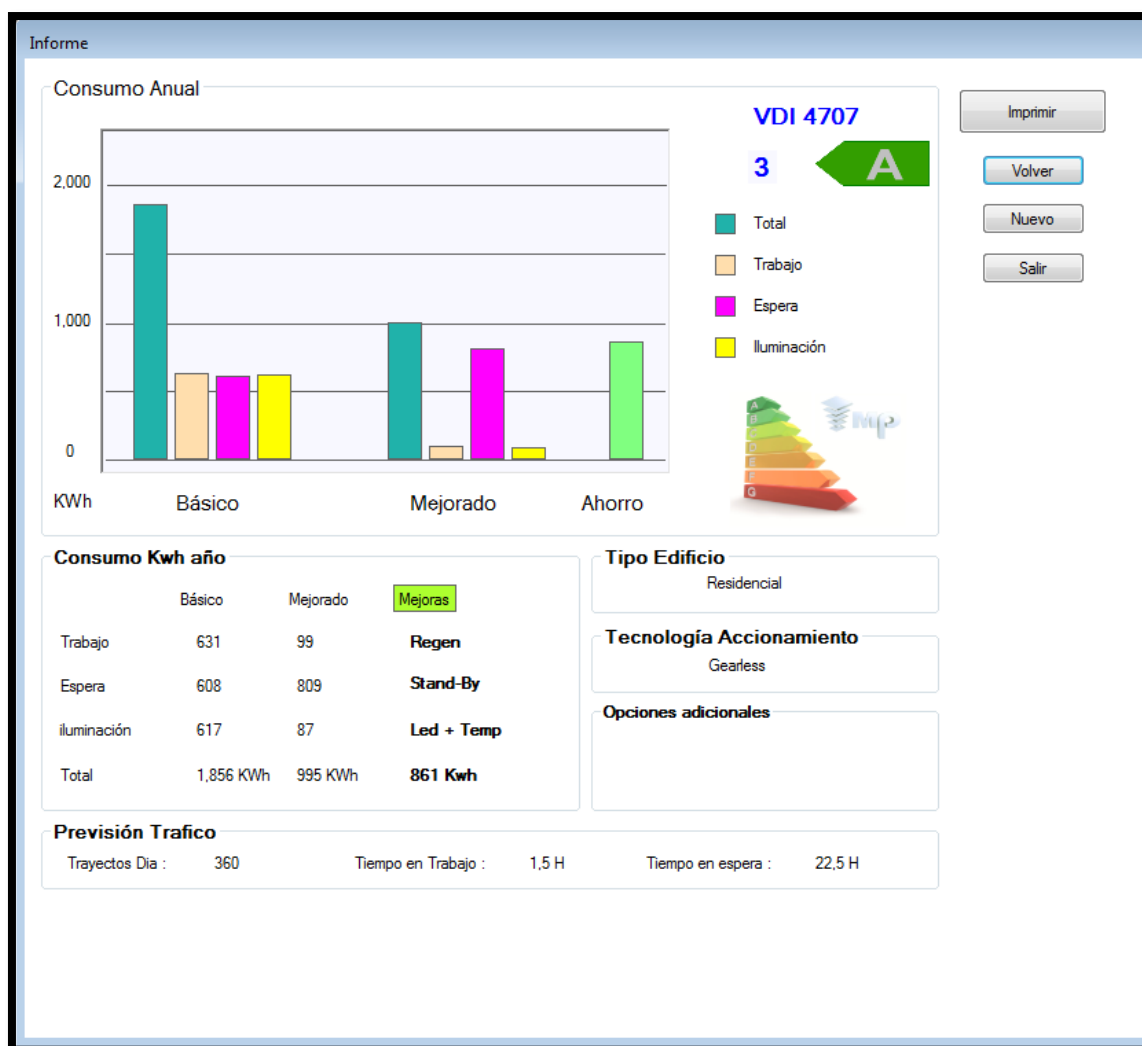 Informe
Consumo Anual
VDI 4707
3 A
2,000
1,000
0
KWh
Básico Mejorado Ahorro
Total
Trabajo
Espera
Iluminación
A
B
C
D
E
F
G
MP
Imprimir
Volver
Nuevo
Salir
Consumo Kwh año
Básico Mejorado Mejoras
Trabajo 631 99 Regen
Espera 608 809 Stand-By
iluminación 617 87 Led + Temp
Total 1,856 KWh 995 KWh 861 Kwh
Tipo Edificio
Residencial
Tecnología Accionamiento
Gearless
Opciones adicionales
Previsión Trafico
Trayectos Dia : 360 Tiempo en Trabajo : 1,5 H Tiempo en espera : 22,5 H